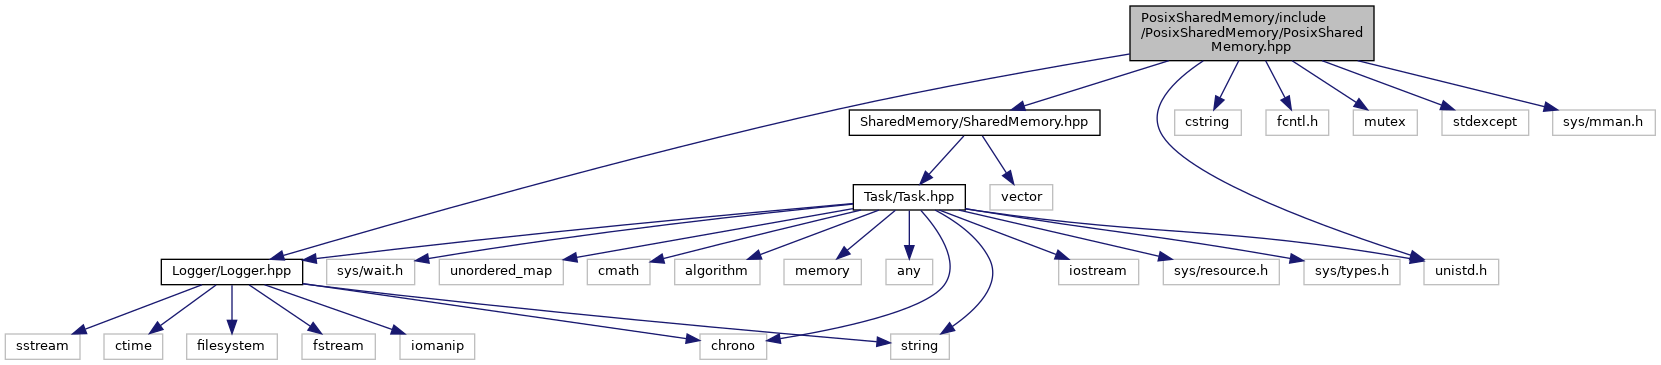 PosixSharedMemory/include
/PosixSharedMemory/PosixShared
Memory.hpp
SharedMemory/SharedMemory.hpp
cstring
fcntl.h
mutex
stdexcept
sys/mman.h
Task/Task.hpp
vector
Logger/Logger.hpp
sys/wait.h
unordered_map
cmath
algorithm
memory
any
iostream
sys/resource.h
sys/types.h
unistd.h
sstream
ctime
filesystem
fstream
iomanip
chrono
string